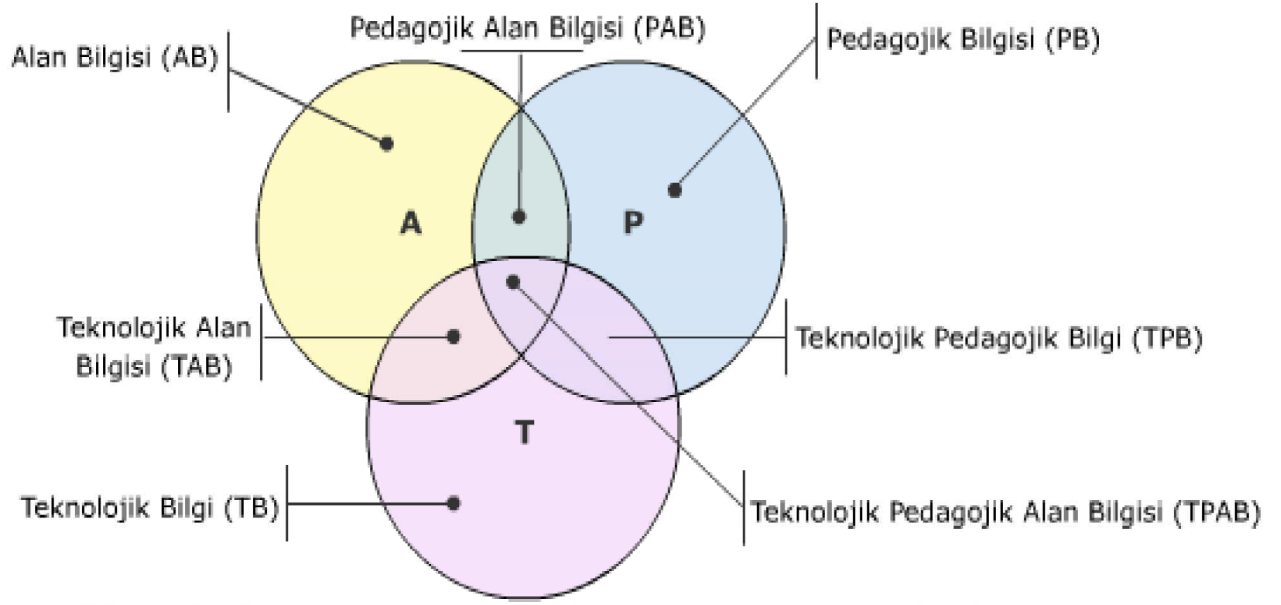 Pedagojik Alan Bilgisi (PAB)
Alan Bilgisi (AB)
Pedagojik Bilgisi (PB)
A
P
Teknolojik Alan
Bilgisi (TAB)
Teknolojik Pedagojik Bilgi (TPB)
T
Teknolojik Bilgi (TB)
Teknolojik Pedagojik Alan Bilgisi (TPAB)